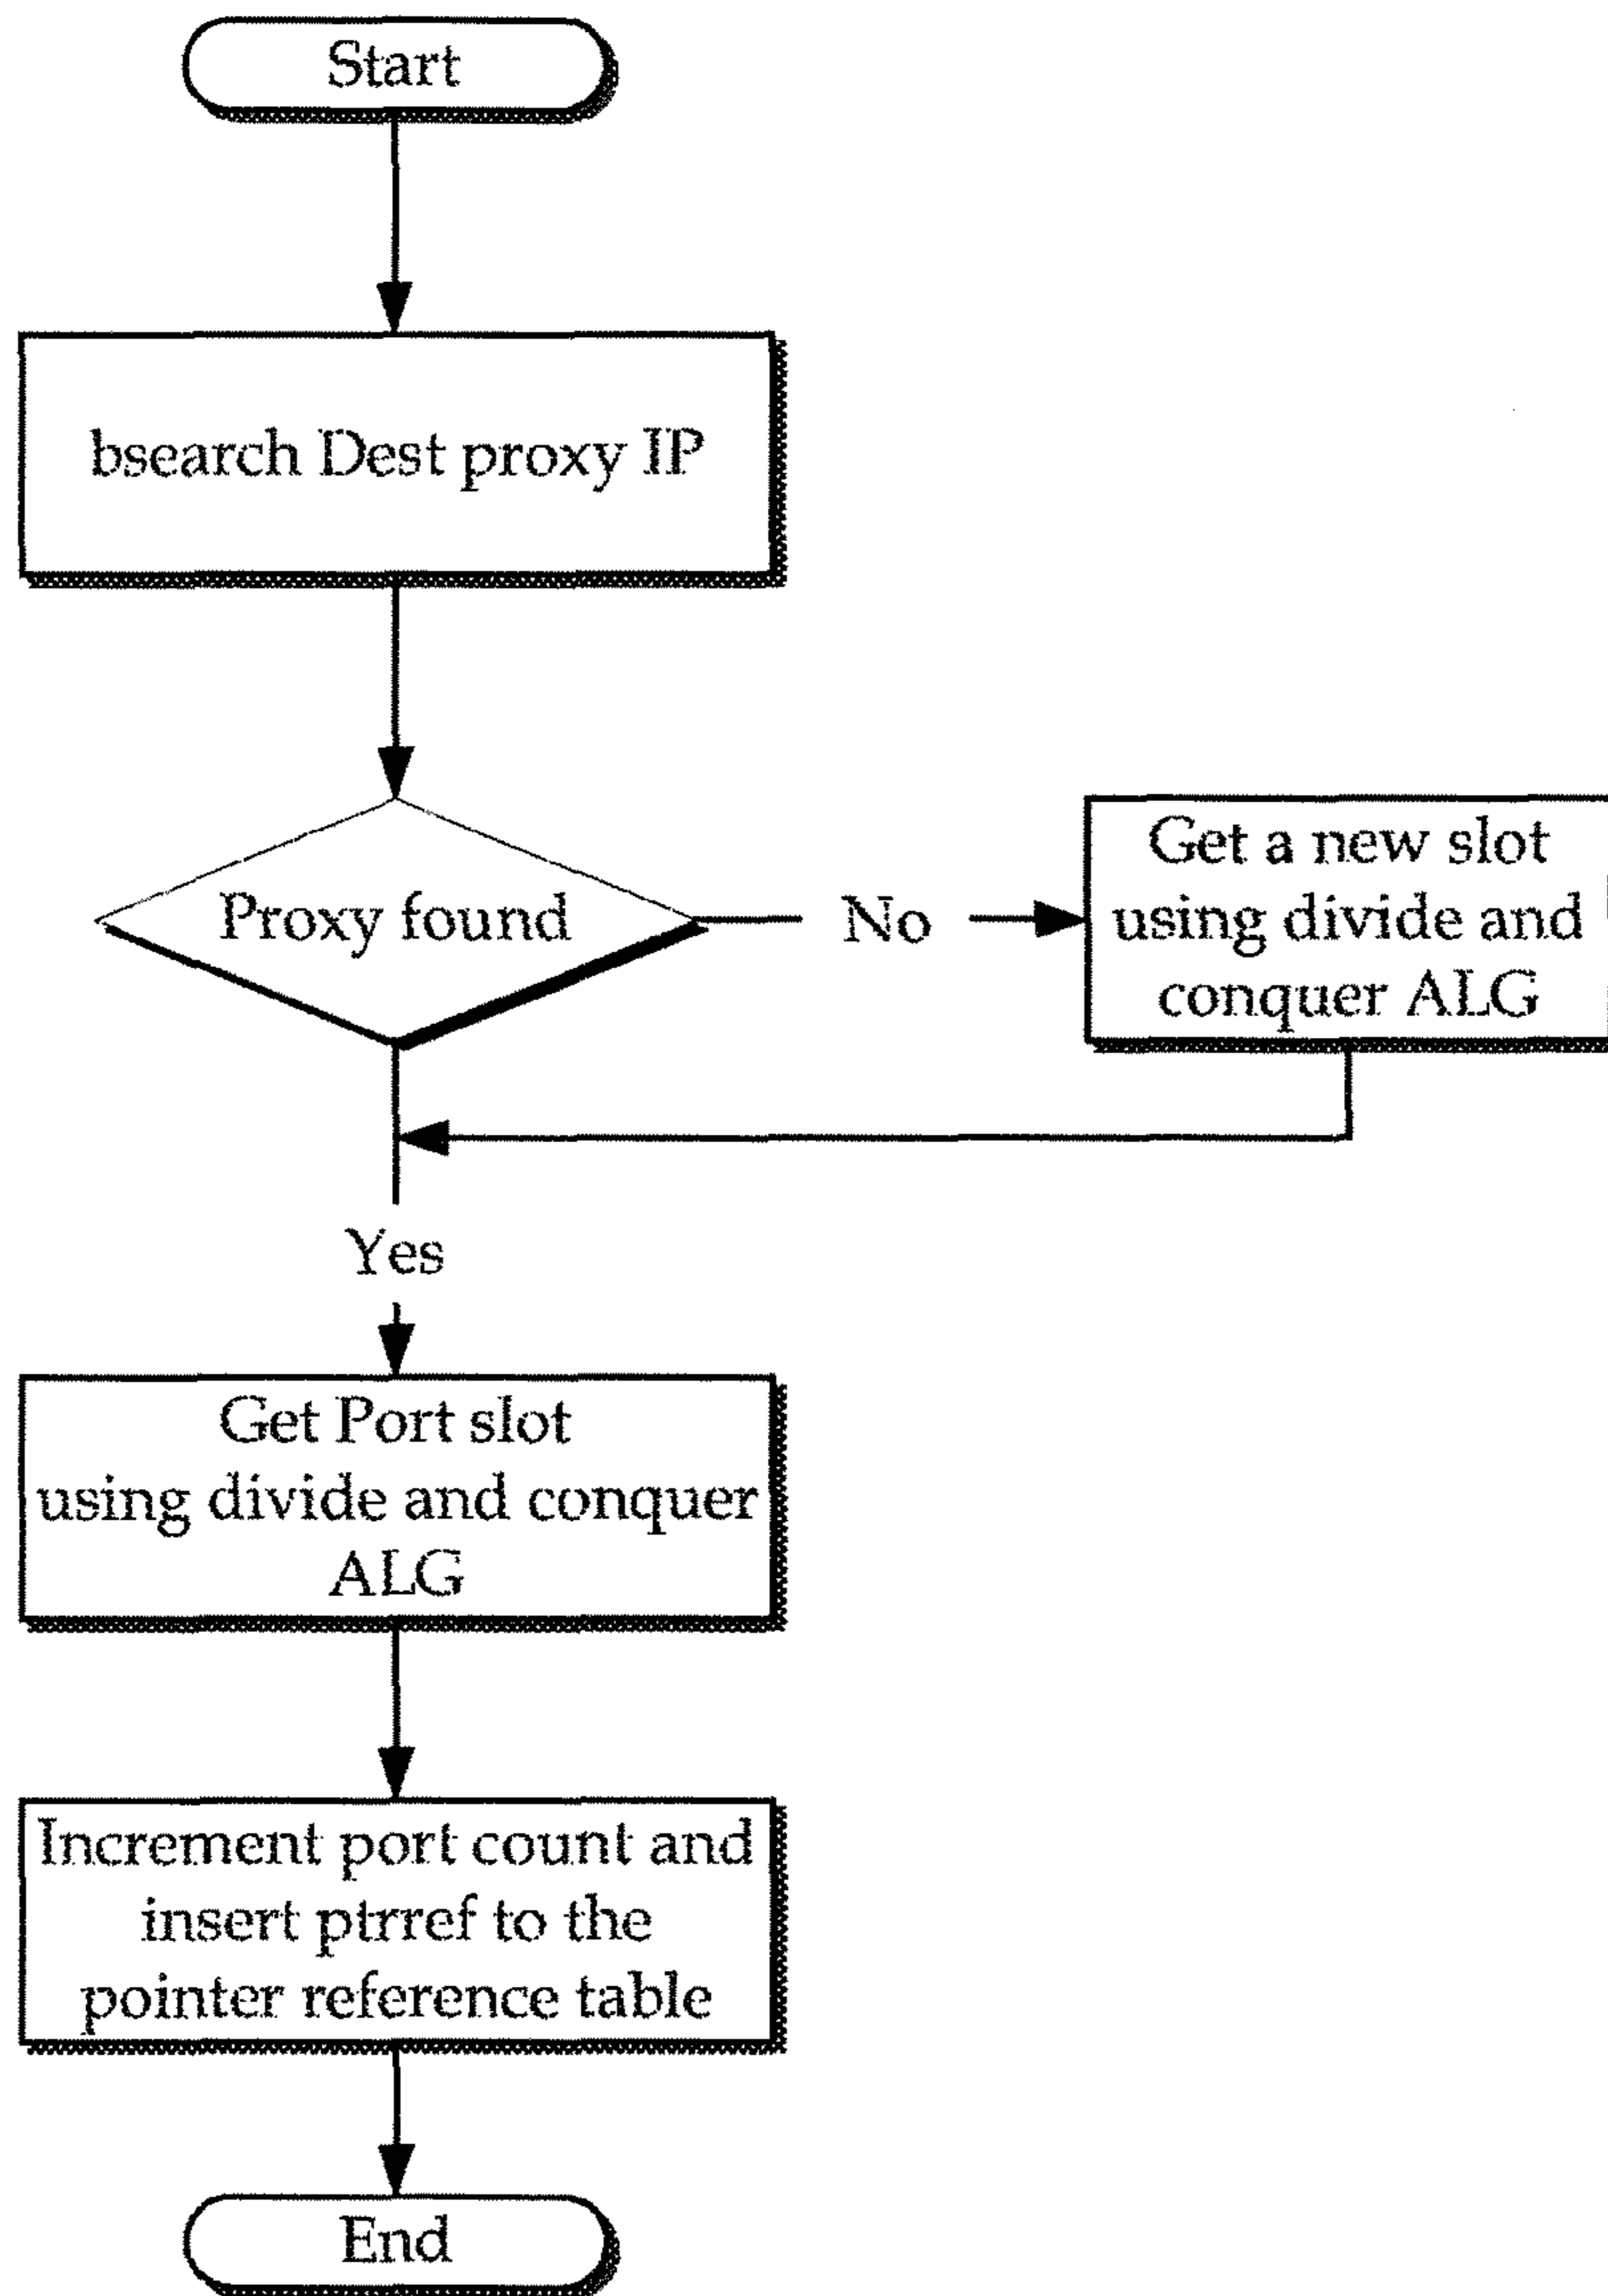 Start
bsearch Dest proxy IP
Proxy found
No
Get a new slot
using divide and
conquer ALG
Yes
Get Port slot
using divide and conquer
ALG
Increment port count and
insert ptrref to the
pointer reference table
End